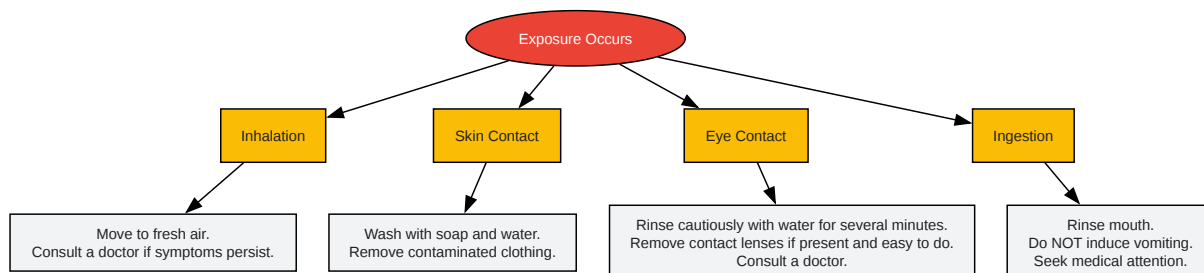 Exposure Occurs
Inhalation
Skin Contact
Eye Contact
Ingestion
Move to fresh air.
Consult a doctor if symptoms persist.
Wash with soap and water.
Remove contaminated clothing.
Rinse cautiously with water for several minutes.
Remove contact lenses if present and easy to do.
Consult a doctor.
Rinse mouth.
Do NOT induce vomiting.
Seek medical attention.